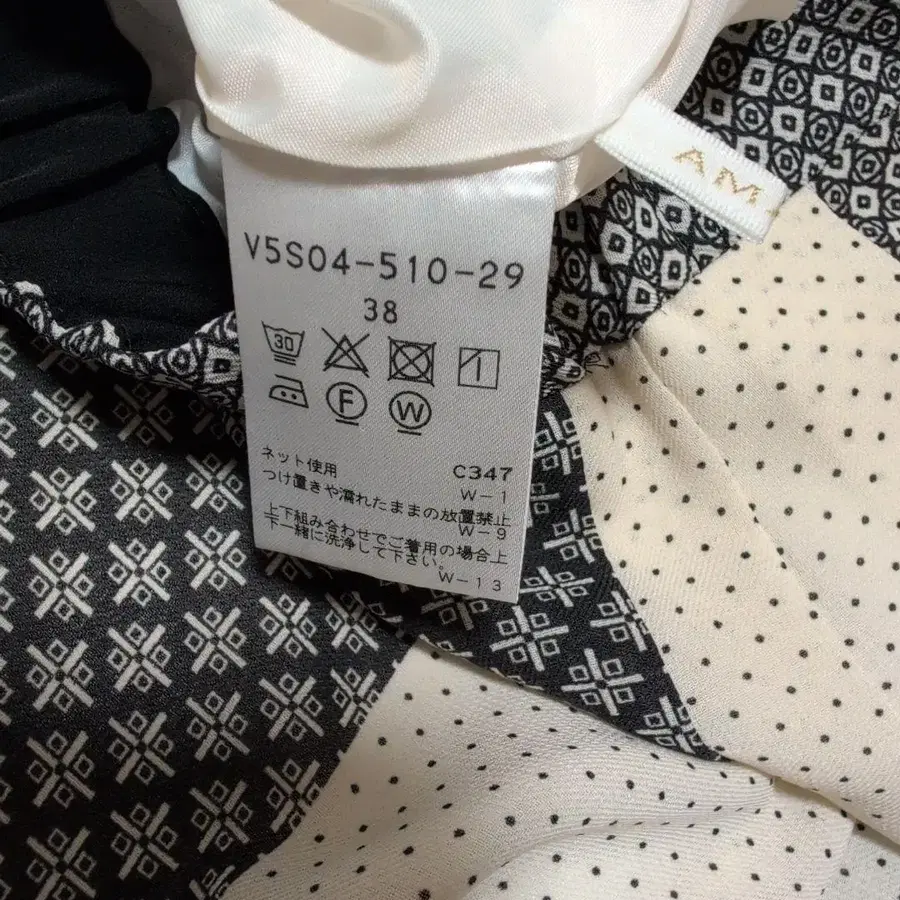 AM
V5S04-510-29
38
30
F
W
ネット使用 C347
W-1
つけ置きや濡れたままの放置禁止
W-9
上下組み合わせでご着用の場合上
下一緒に洗浄して下さい。
W-13